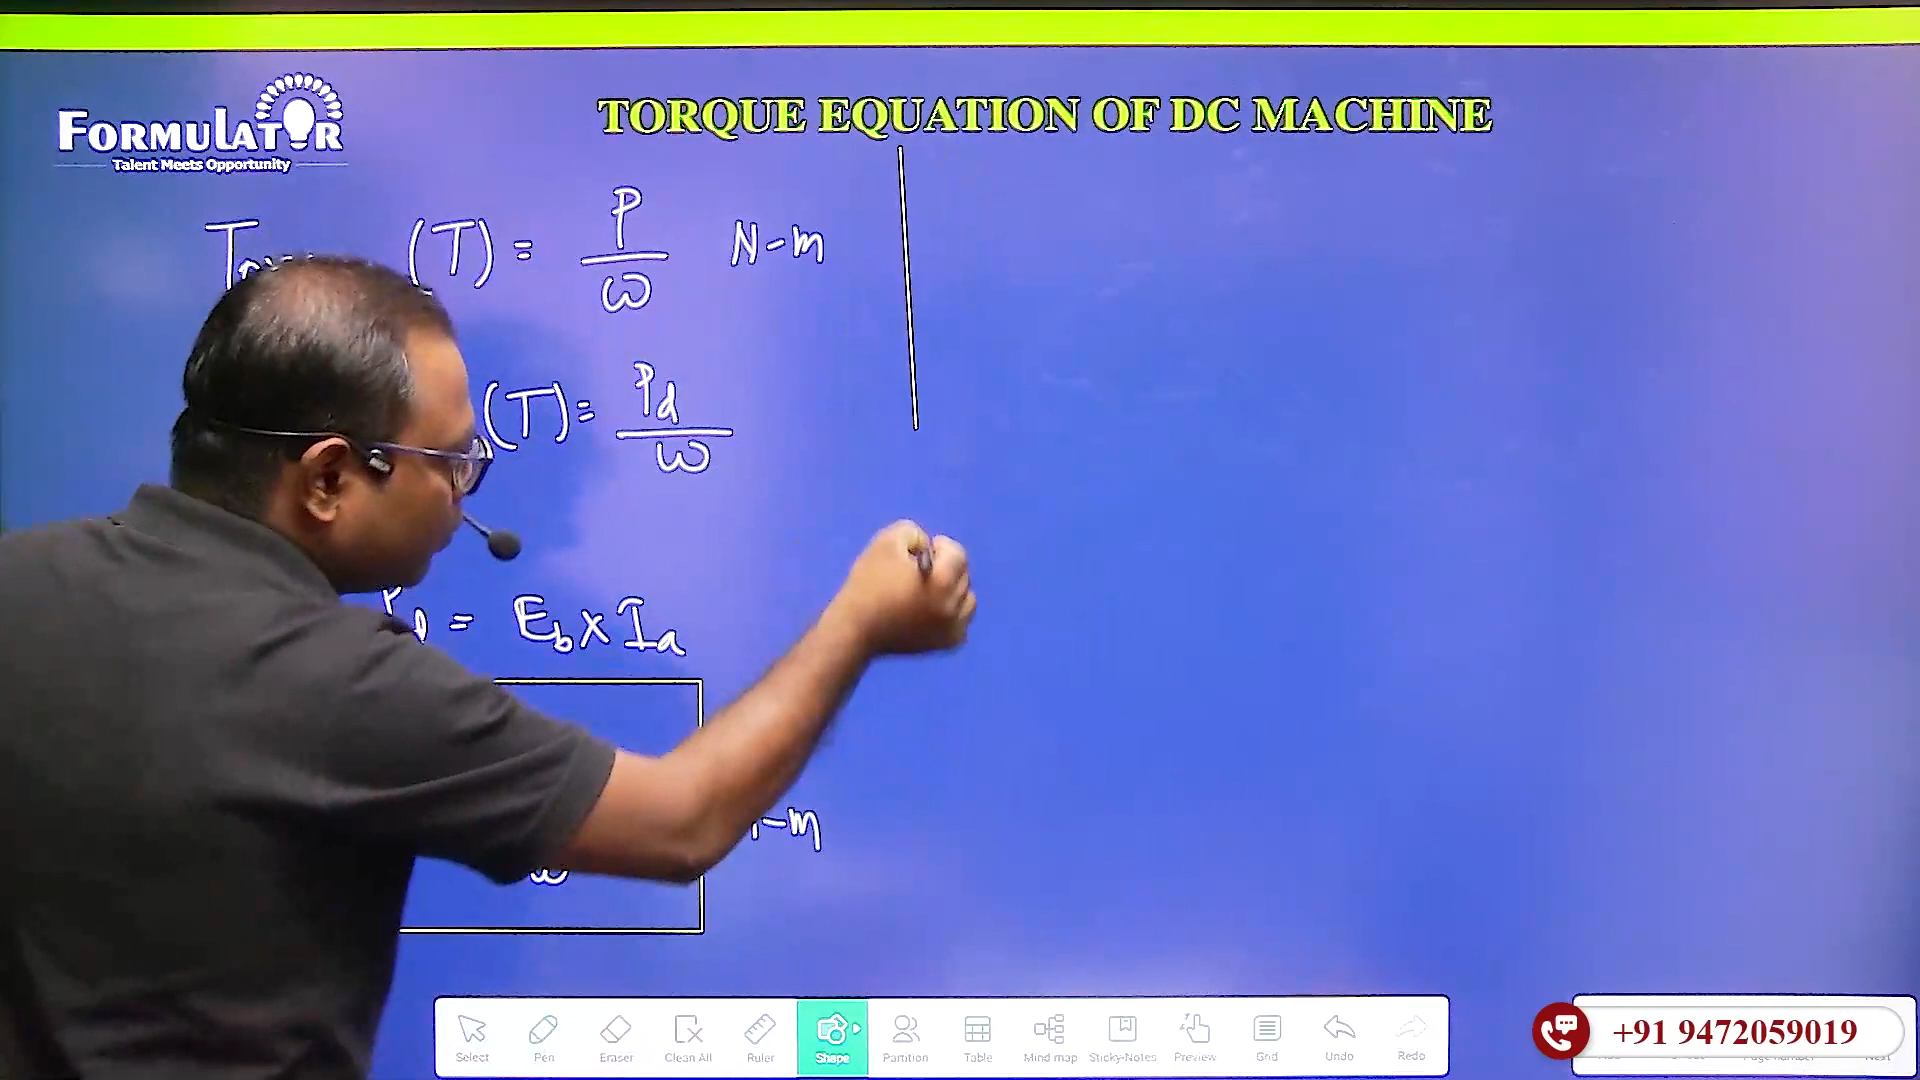 FORMULATOR
Talent Meets Opportunity
TORQUE EQUATION OF DC MACHINE
(T) = P/ω N-m
(T) = Pd/ω
= Eb x Ia
ω
-m
Select Pen Eraser Clean All Ruler Shape Partition Table Mind map Sticky-Notes Preview Grid Undo Redo
+91 9472059019